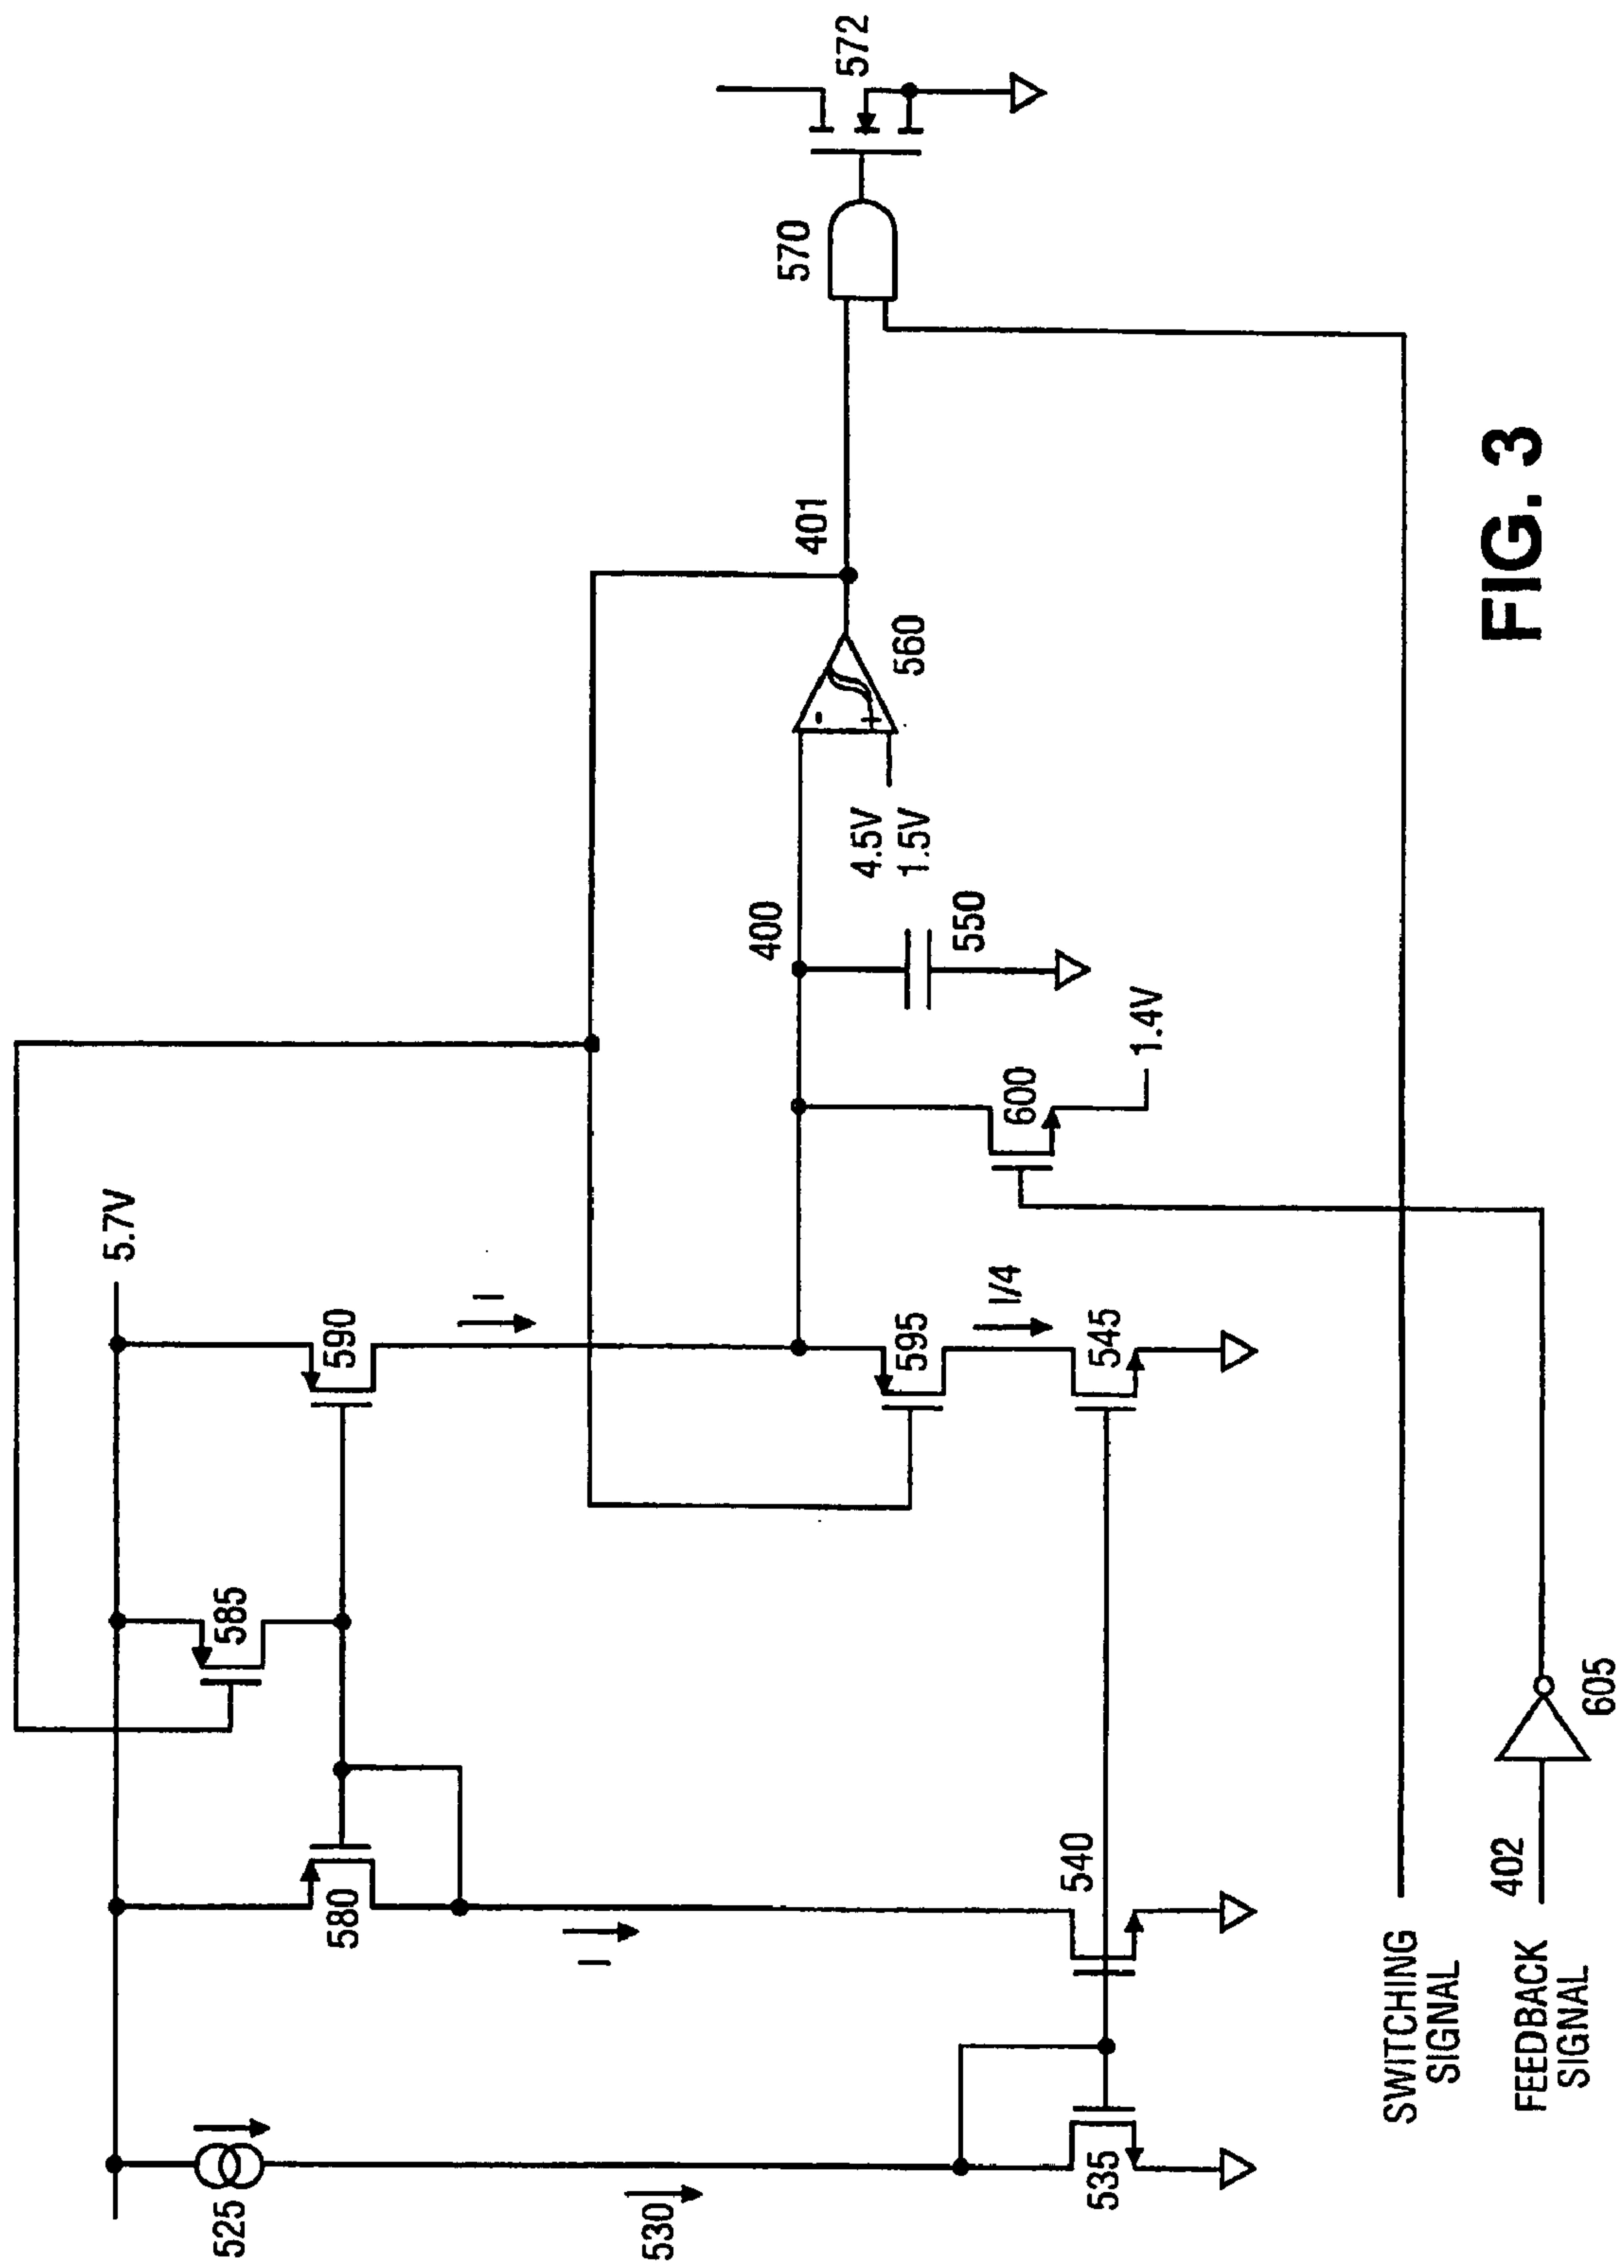 5.7V
525
I
530
580
I
585
590
I
535
540
595
I/4
545
600
1.4V
400
550
4.5V
1.5V
-
+
560
401
570
572
SWITCHING
SIGNAL
FEEDBACK
SIGNAL
402
605
FIG. 3